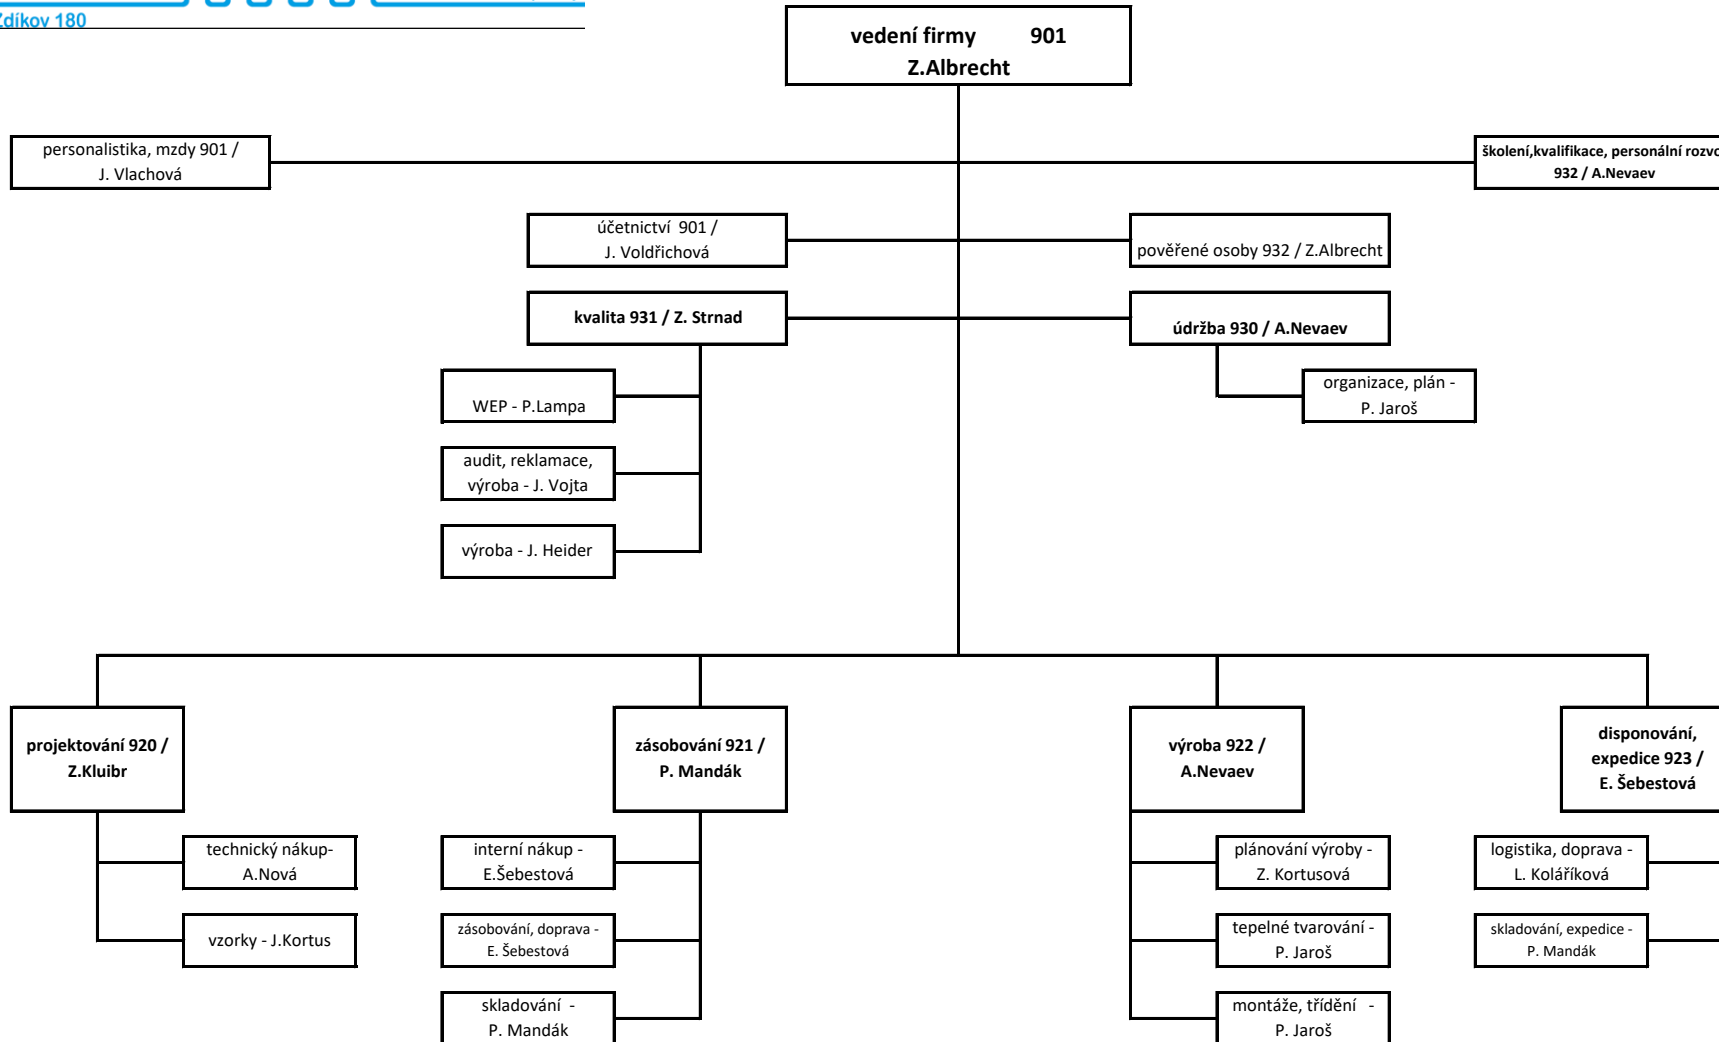 Zdíkov 180
vedení firmy 901
Z.Albrecht
personalistika, mzdy 901 /
J. Vlachová
školení,kvalifikace, personální rozvo
932 / A.Nevaev
účetnictví 901 /
J. Voldřichová
pověřené osoby 932 / Z.Albrecht
kvalita 931 / Z. Strnad
údržba 930 / A.Nevaev
WEP - P.Lampa
organizace, plán -
P. Jaroš
audit, reklamace,
výroba - J. Vojta
výroba - J. Heider
projektování 920 /
Z.Kluibr
zásobování 921 /
P. Mandák
výroba 922 /
A.Nevaev
disponování,
expedice 923 /
E. Šebestová
technický nákup-
A.Nová
interní nákup -
E.Šebestová
plánování výroby -
Z. Kortusová
logistika, doprava -
L. Koláříková
vzorky - J.Kortus
zásobování, doprava -
E. Šebestová
tepelné tvarování -
P. Jaroš
skladování, expedice -
P. Mandák
skladování -
P. Mandák
montáže, třídění -
P. Jaroš